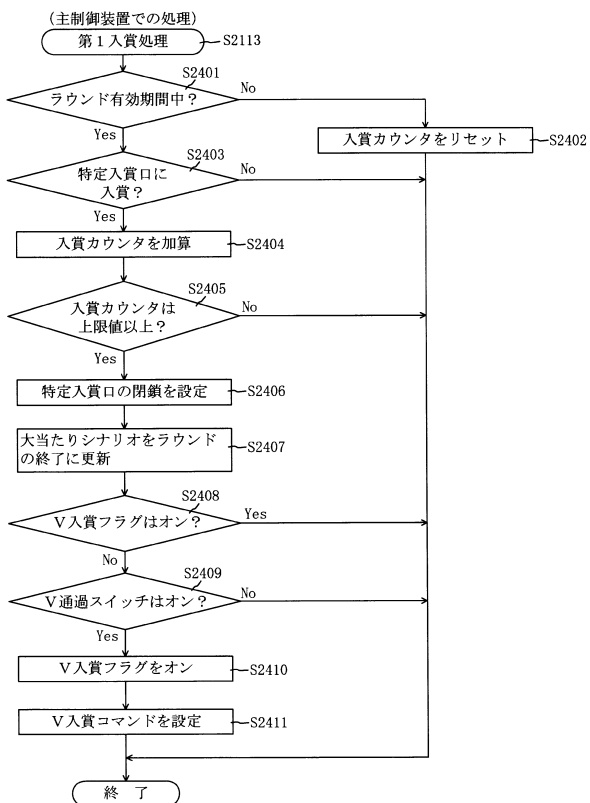 (主制御装置での処理)
第1入賞処理
S2113
S2401
ラウンド有効期間中?
No
Yes
入賞カウンタをリセット
S2402
S2403
特定入賞口に
入賞?
No
Yes
入賞カウンタを加算
S2404
S2405
入賞カウンタは
上限値以上?
No
Yes
特定入賞口の閉鎖を設定
S2406
大当たりシナリオをラウンド
の終了に更新
S2407
S2408
V入賞フラグはオン?
Yes
No
S2409
V通過スイッチはオン?
No
Yes
V入賞フラグをオン
S2410
V入賞コマンドを設定
S2411
終 了